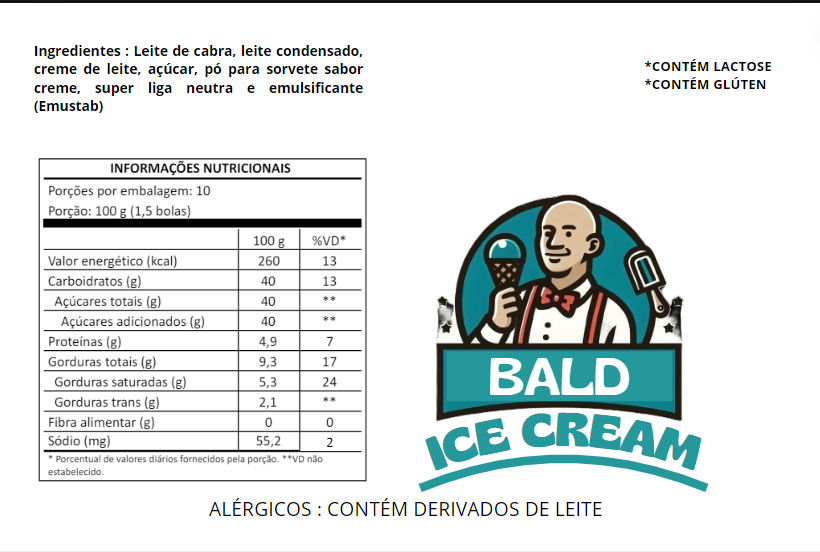 Ingredientes : Leite de cabra, leite condensado,
creme de leite, açúcar, pó para sorvete sabor
creme, super liga neutra e emulsificante
(Emustab)
*CONTÉM LACTOSE
*CONTÉM GLÚTEN
INFORMAÇÕES NUTRICIONAIS
Porções por embalagem: 10
Porção: 100 g (1,5 bolas)
100 g %VD*
Valor energético (kcal) 260 13
Carboidratos (g) 40 13
Açúcares totais (g) 40 **
Açúcares adicionados (g) 40 **
Proteínas (g) 4,9 7
Gorduras totais (g) 9,3 17
Gorduras saturadas (g) 5,3 24
Gorduras trans (g) 2,1 **
Fibra alimentar (g) 0 0
Sódio (mg) 55,2 2
* Porcentual de valores diários fornecidos pela porção. **VD não
estabelecido.
BALD
ICE CREAM
ALÉRGICOS : CONTÉM DERIVADOS DE LEITE